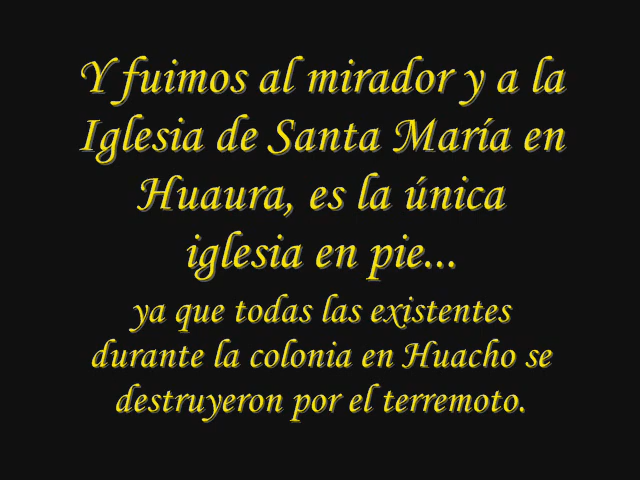 Y fuimos al mirador y a la
Iglesia de Santa María en
Huaura, es la única
iglesia en pie...
ya que todas las existentes
durante la colonia en Huacho se
destruyeron por el terremoto.